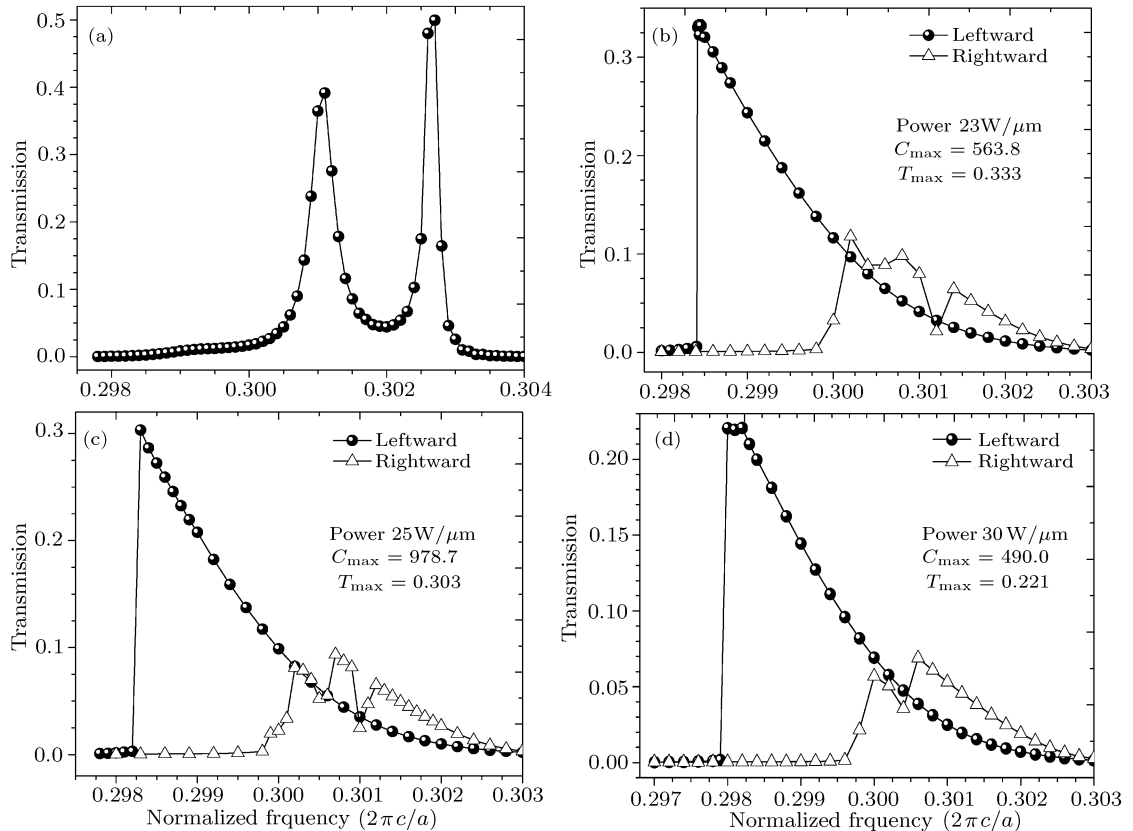 (a)
0.5
0.4
0.3
0.2
0.1
0.0
Transmission
0.298
0.300
0.302
0.304
(b)
Leftward
Rightward
Power 23W/μm
Cmax = 563.8
Tmax = 0.333
0.3
0.2
0.1
0.0
Transmission
0.298
0.299
0.300
0.301
0.302
0.303
(c)
Leftward
Rightward
Power 25W/μm
Cmax = 978.7
Tmax = 0.303
0.3
0.2
0.1
0.0
Transmission
0.298
0.299
0.300
0.301
0.302
0.303
Normalized frquency (2πc/a)
(d)
Leftward
Rightward
Power 30 W/μm
Cmax = 490.0
Tmax = 0.221
0.20
0.15
0.10
0.05
0.00
Transmission
0.297
0.298
0.299
0.300
0.301
0.302
0.303
Normalized frquency (2πc/a)